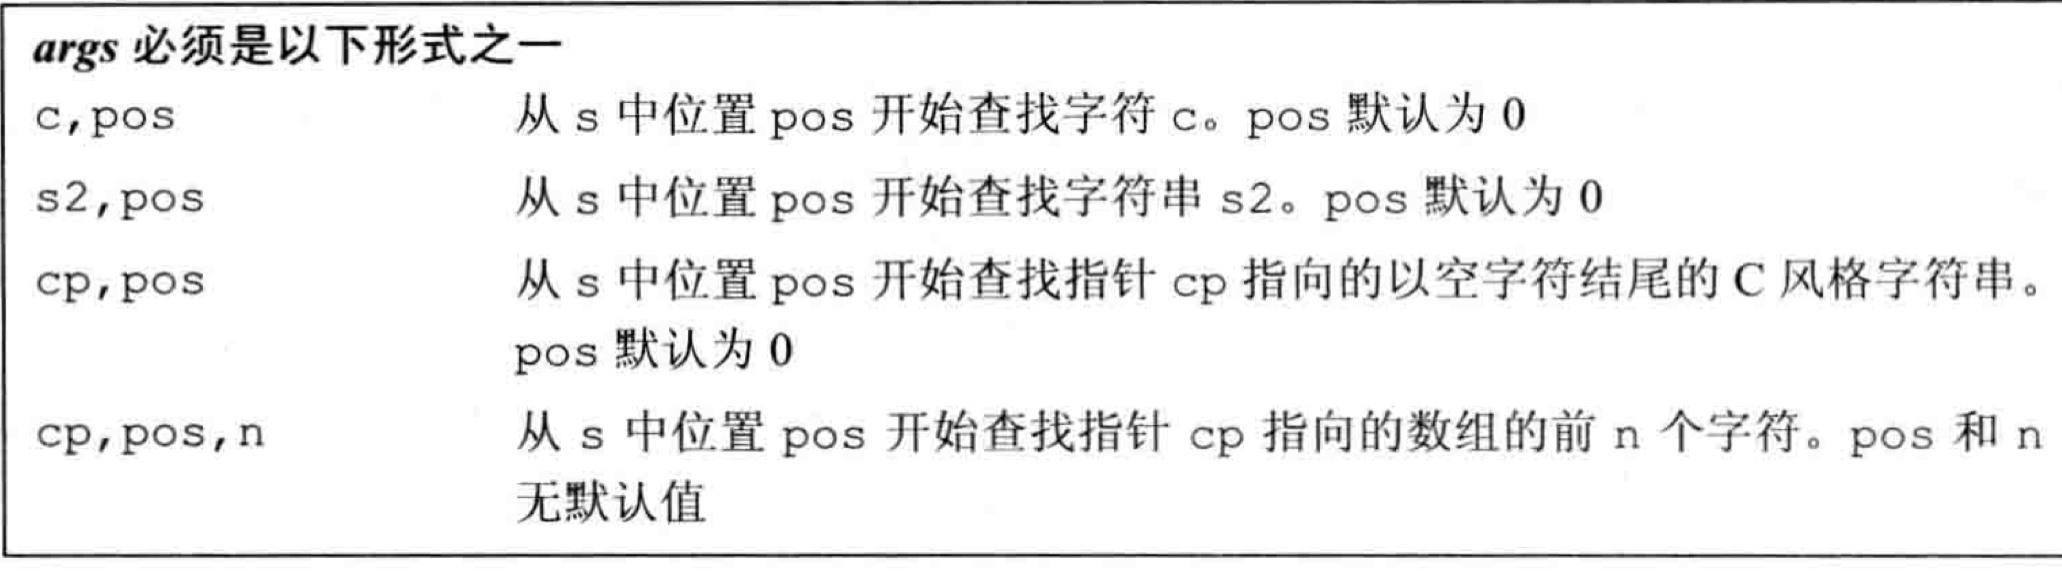 args 必须是以下形式之一
c,pos 从 s 中位置 pos 开始查找字符 c。pos 默认为 0
s2,pos 从 s 中位置 pos 开始查找字符串 s2。pos 默认为 0
cp,pos 从 s 中位置 pos 开始查找指针 cp 指向的以空字符结尾的 C 风格字符串。
pos 默认为 0
cp,pos,n 从 s 中位置 pos 开始查找指针 cp 指向的数组的前 n 个字符。pos 和 n
无默认值